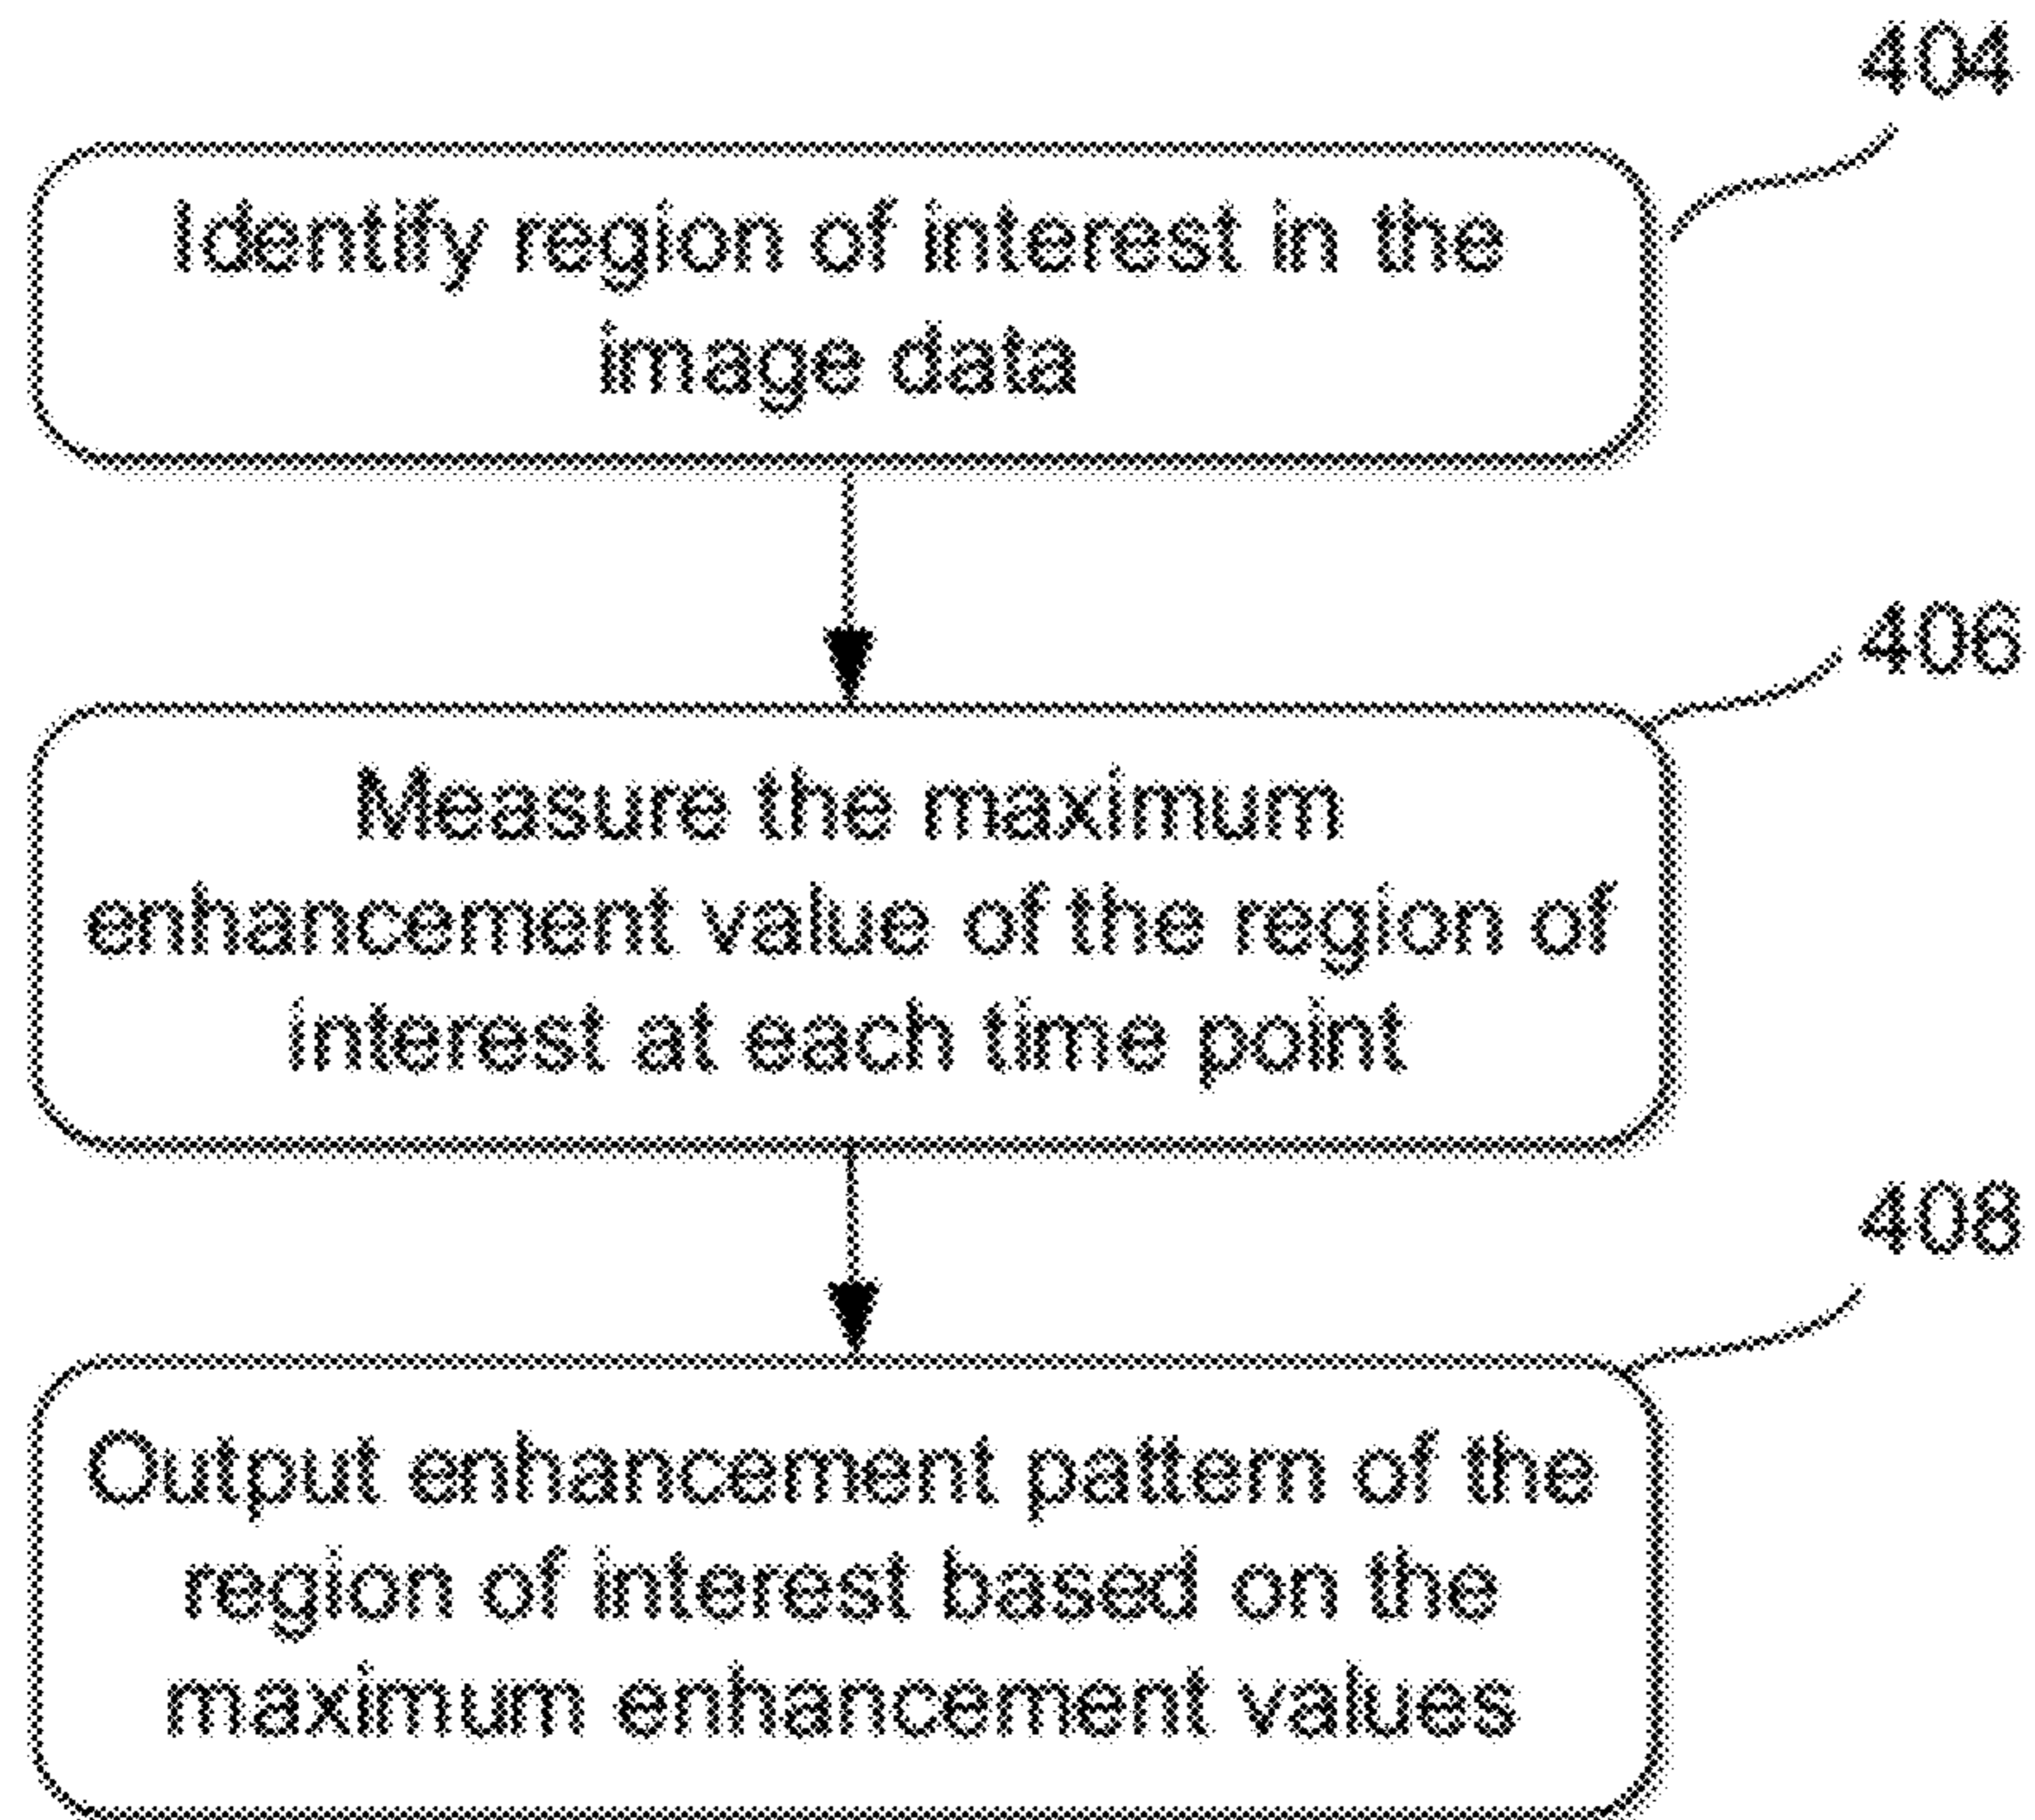 404
Identify region of interest in the
image data
406
Measure the maximum
enhancement value of the region of
interest at each time point
408
Output enhancement pattern of the
region of interest based on the
maximum enhancement values